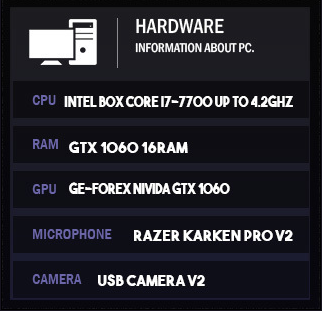 HARDWARE
INFORMATION ABOUT PC.
CPU INTEL BOX CORE I7-7700 UP TO 4.2GHZ
RAM GTX 1060 16RAM
GPU GE-FOREX NIVIDA GTX 1060
MICROPHONE RAZER KARKEN PRO V2
CAMERA USB CAMERA V2